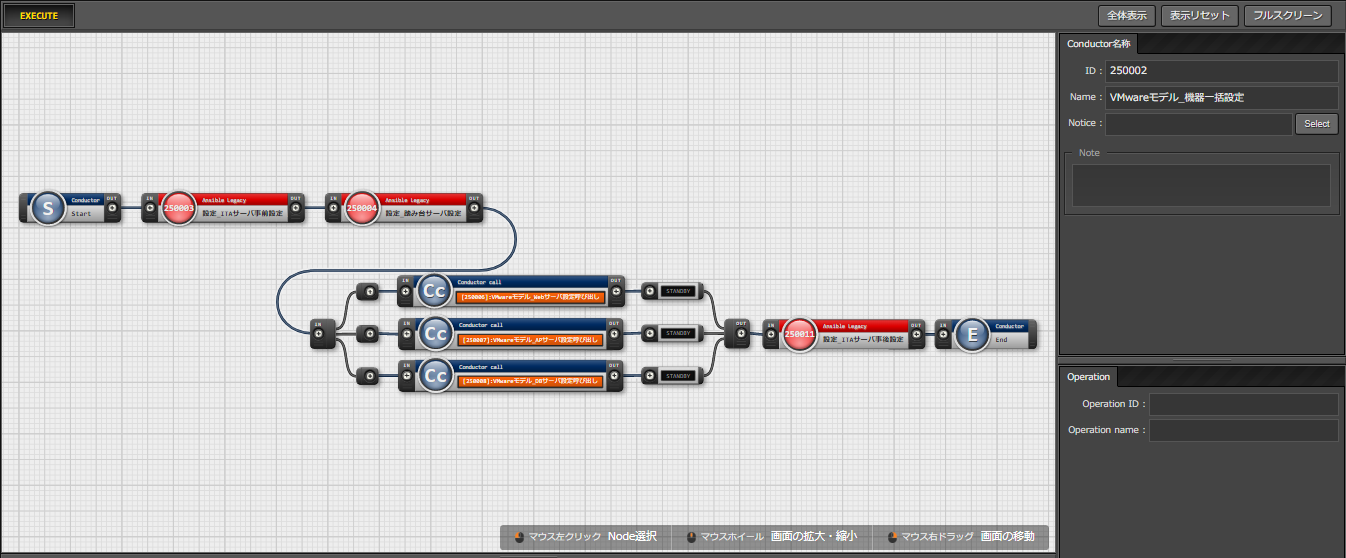 EXECUTE
全体表示
表示リセット
フルスクリーン
Conductor名称
ID :
250002
Name :
VMwareモデル_機器一括設定
Notice :
Select
Note
S
Conductor
Start
OUT
IN
250003
Ansible Legacy
設定_ITAサーバ事前設定
OUT
IN
250004
Ansible Legacy
設定_踏み台サーバ設定
OUT
IN
IN
Cc
Conductor call
[250006]:VMwareモデル_Webサーバ設定呼び出し
OUT
STANDBY
IN
Cc
Conductor call
[250007]:VMwareモデル_APサーバ設定呼び出し
OUT
STANDBY
IN
Cc
Conductor call
[250008]:VMwareモデル_DBサーバ設定呼び出し
OUT
STANDBY
OUT
IN
250011
Ansible Legacy
設定_ITAサーバ事後設定
OUT
IN
E
Conductor
End
Operation
Operation ID :
Operation name :
マウス左クリック Node選択
マウスホイール 画面の拡大・縮小
マウス右ドラッグ 画面の移動